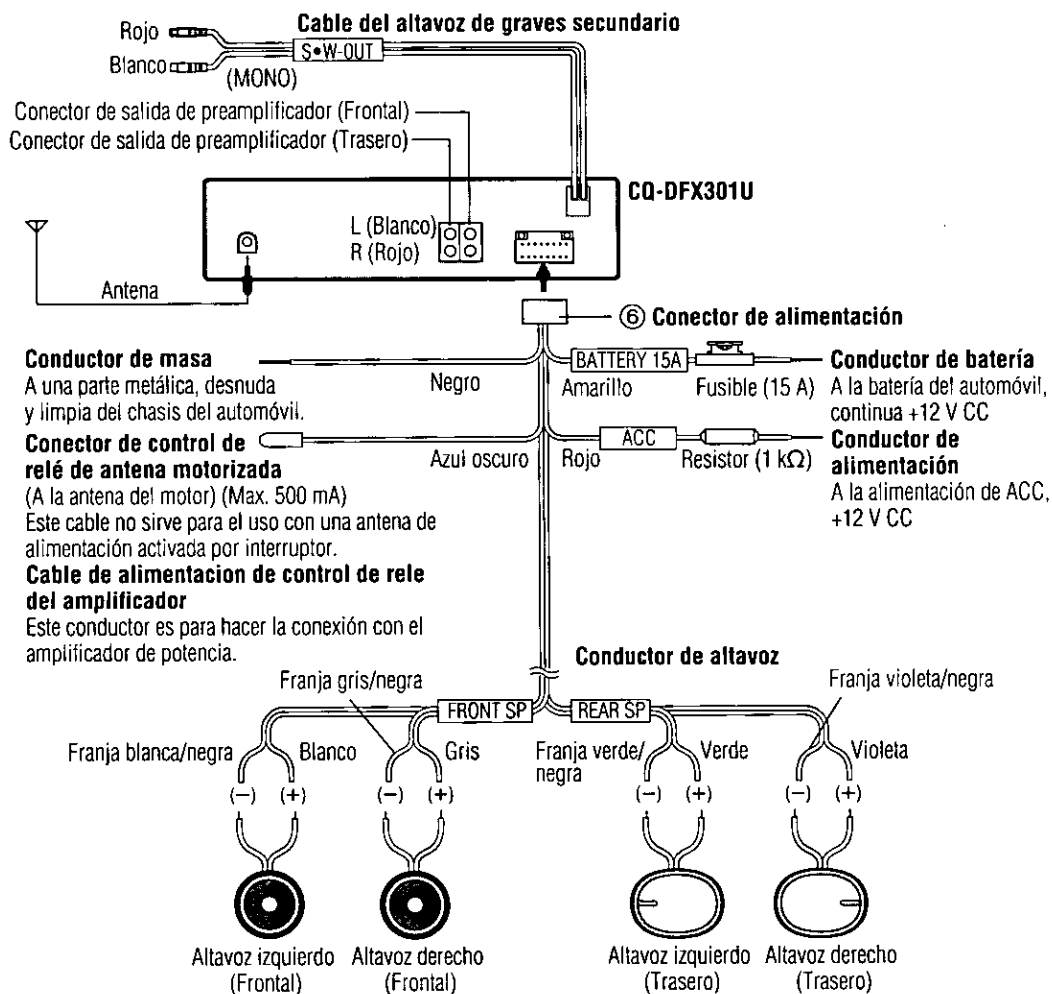 Cable del altavoz de graves secundario
Rojo
S•W-OUT
Blanco
(MONO)
Conector de salida de preamplificador (Frontal)
Conector de salida de preamplificador (Trasero)
CQ-DFX301U
L (Blanco)
R (Rojo)
Antena
⑥ Conector de alimentación
Conductor de masa
A una parte metálica, desnuda
y limpia del chasis del automóvil.
Negro
BATTERY 15A
Amarillo
Fusible (15 A)
Conductor de batería
A la batería del automóvil,
continua +12 V CC
Conector de control de
relé de antena motorizada
(A la antena del motor) (Max. 500 mA)
Este cable no sirve para el uso con una antena de
alimentación activada por interruptor.
Azul oscuro
Rojo
ACC
Resistor (1 kΩ)
Conductor de
alimentación
A la alimentación de ACC,
+12 V CC
Cable de alimentacion de control de rele
del amplificador
Este conductor es para hacer la conexión con el
amplificador de potencia.
Conductor de altavoz
Franja gris/negra
FRONT SP
REAR SP
Franja violeta/negra
Franja blanca/negra
Blanco
Gris
Franja verde/
negra
Verde
Violeta
(−) (+) (−) (+) (−) (+) (−) (+)
Altavoz izquierdo
(Frontal)
Altavoz derecho
(Frontal)
Altavoz izquierdo
(Trasero)
Altavoz derecho
(Trasero)